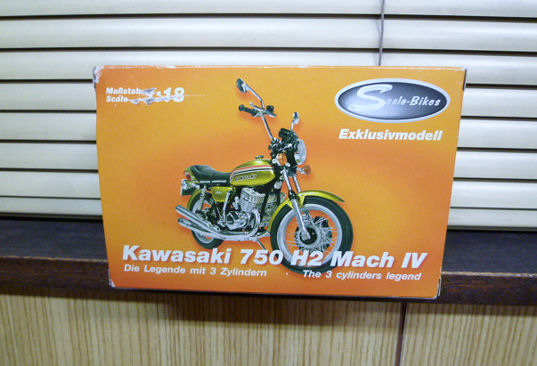 Maßstab
Scale 1:18
Scale-Bikes
Exklusivmodell
Kawasaki 750 H2 Mach IV
Die Legende mit 3 Zylindern
The 3 cylinders legend